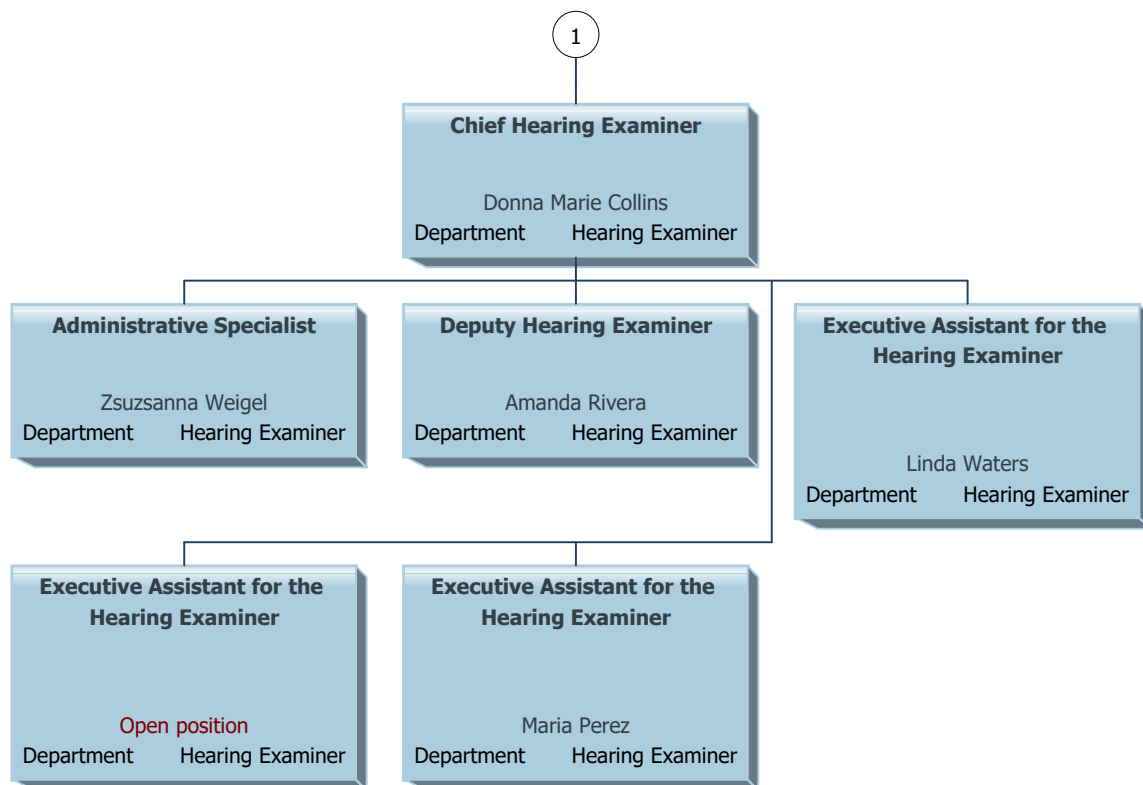 1
Chief Hearing Examiner
Donna Marie Collins
Department Hearing Examiner
Administrative Specialist
Zsuzsanna Weigel
Department Hearing Examiner
Deputy Hearing Examiner
Amanda Rivera
Department Hearing Examiner
Executive Assistant for the
Hearing Examiner
Linda Waters
Department Hearing Examiner
Executive Assistant for the
Hearing Examiner
Open position
Department Hearing Examiner
Executive Assistant for the
Hearing Examiner
Maria Perez
Department Hearing Examiner